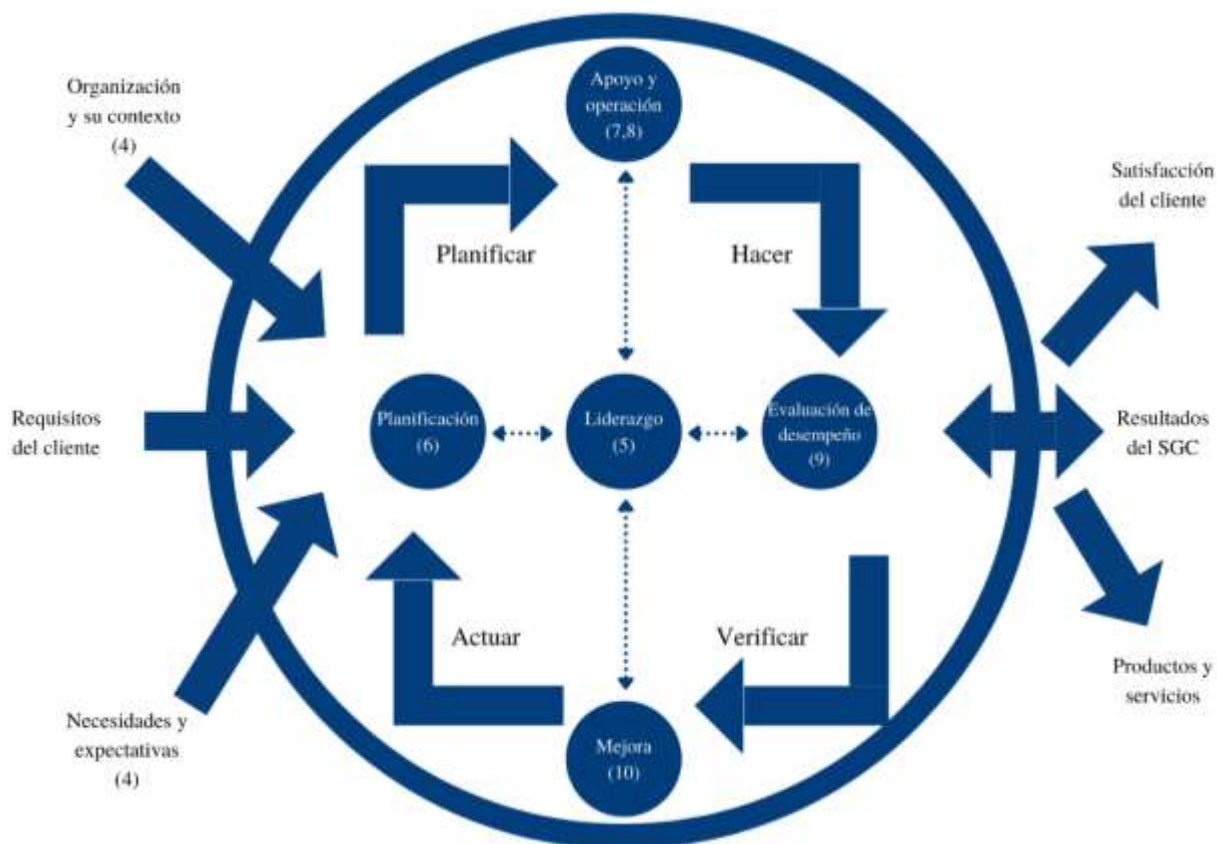 Organización
y su contexto
(4)
Requisitos
del cliente
Necesidades y
expectativas
(4)
Apoyo y
operación
(7,8)
Planificar
Hacer
Planificación
(6)
Liderazgo
(5)
Evaluación de
desempeño
(9)
Actuar
Verificar
Mejora
(10)
Satisfacción
del cliente
Resultados
del SGC
Productos y
servicios